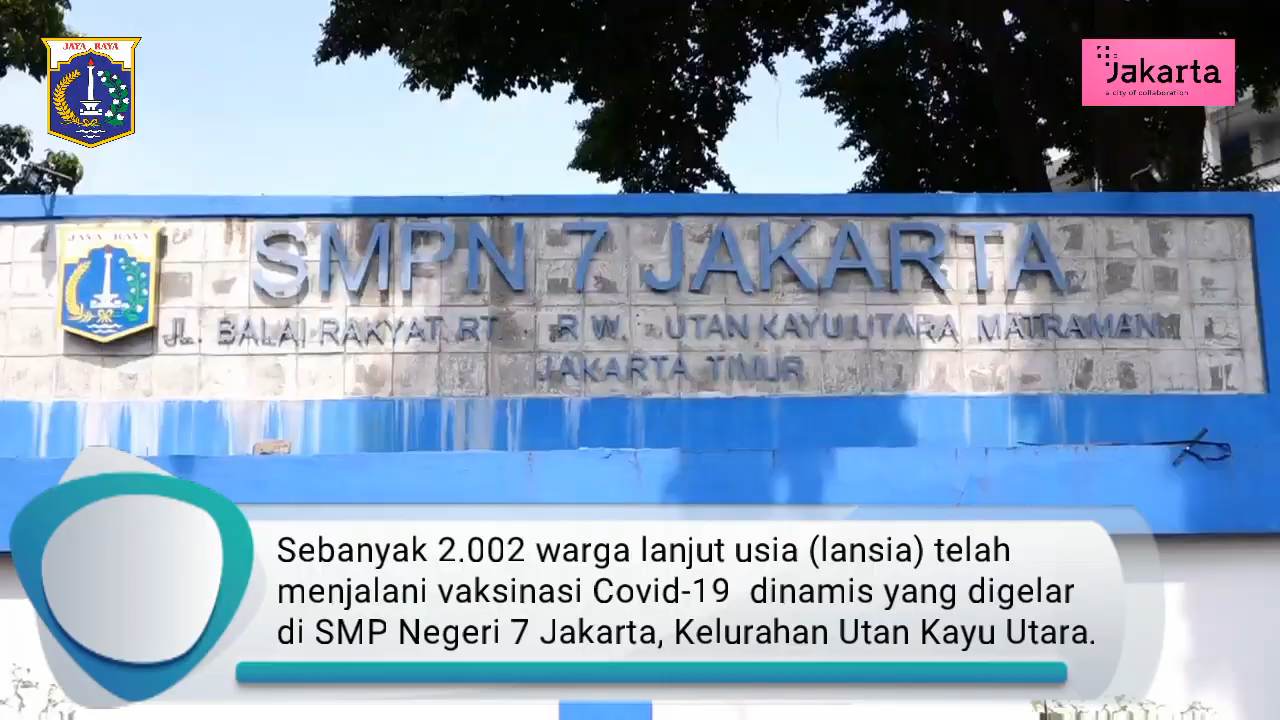 JAYA RAYA
Jakarta
a city of collaboration
JAYA RAYA
SMPN 7 JAKARTA
JL. BALAI RAKYAT RT. RW. UTAN KAYU UTARA MATRAMAN
JAKARTA TIMUR
Sebanyak 2.002 warga lanjut usia (lansia) telah
menjalani vaksinasi Covid-19 dinamis yang digelar
di SMP Negeri 7 Jakarta, Kelurahan Utan Kayu Utara.